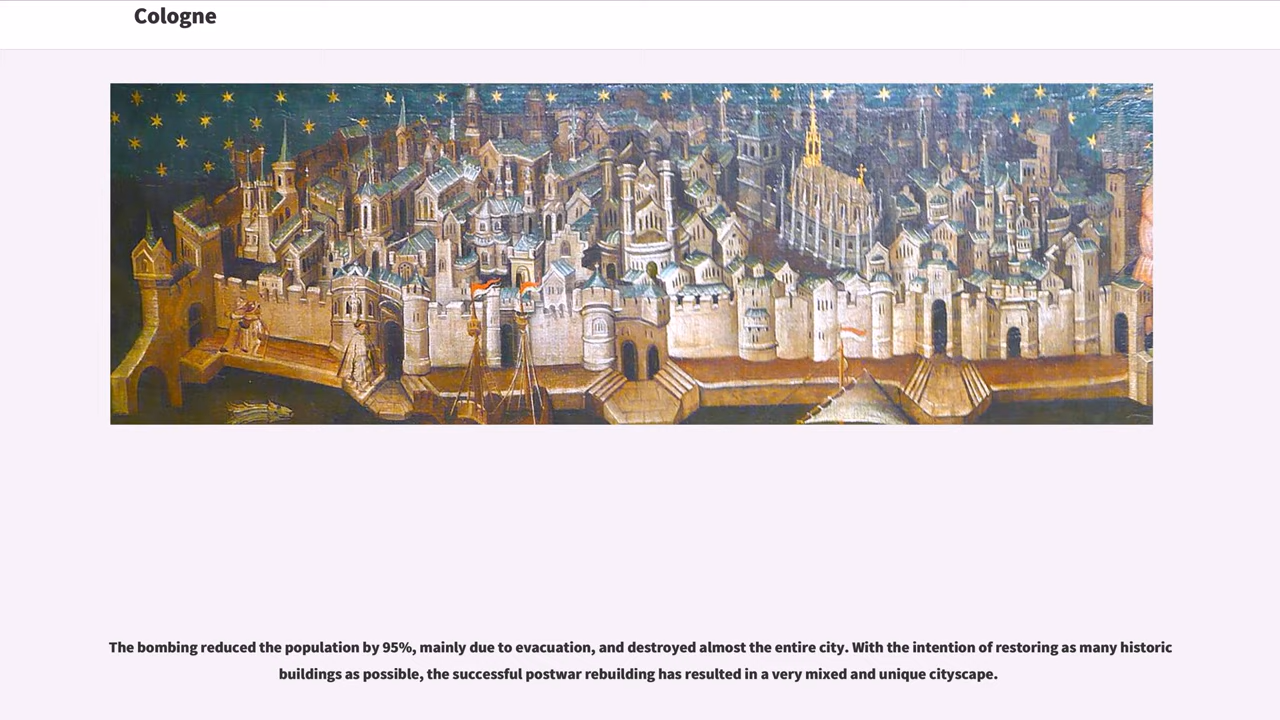 Cologne
The bombing reduced the population by 95%, mainly due to evacuation, and destroyed almost the entire city. With the intention of restoring as many historic
buildings as possible, the successful postwar rebuilding has resulted in a very mixed and unique cityscape.